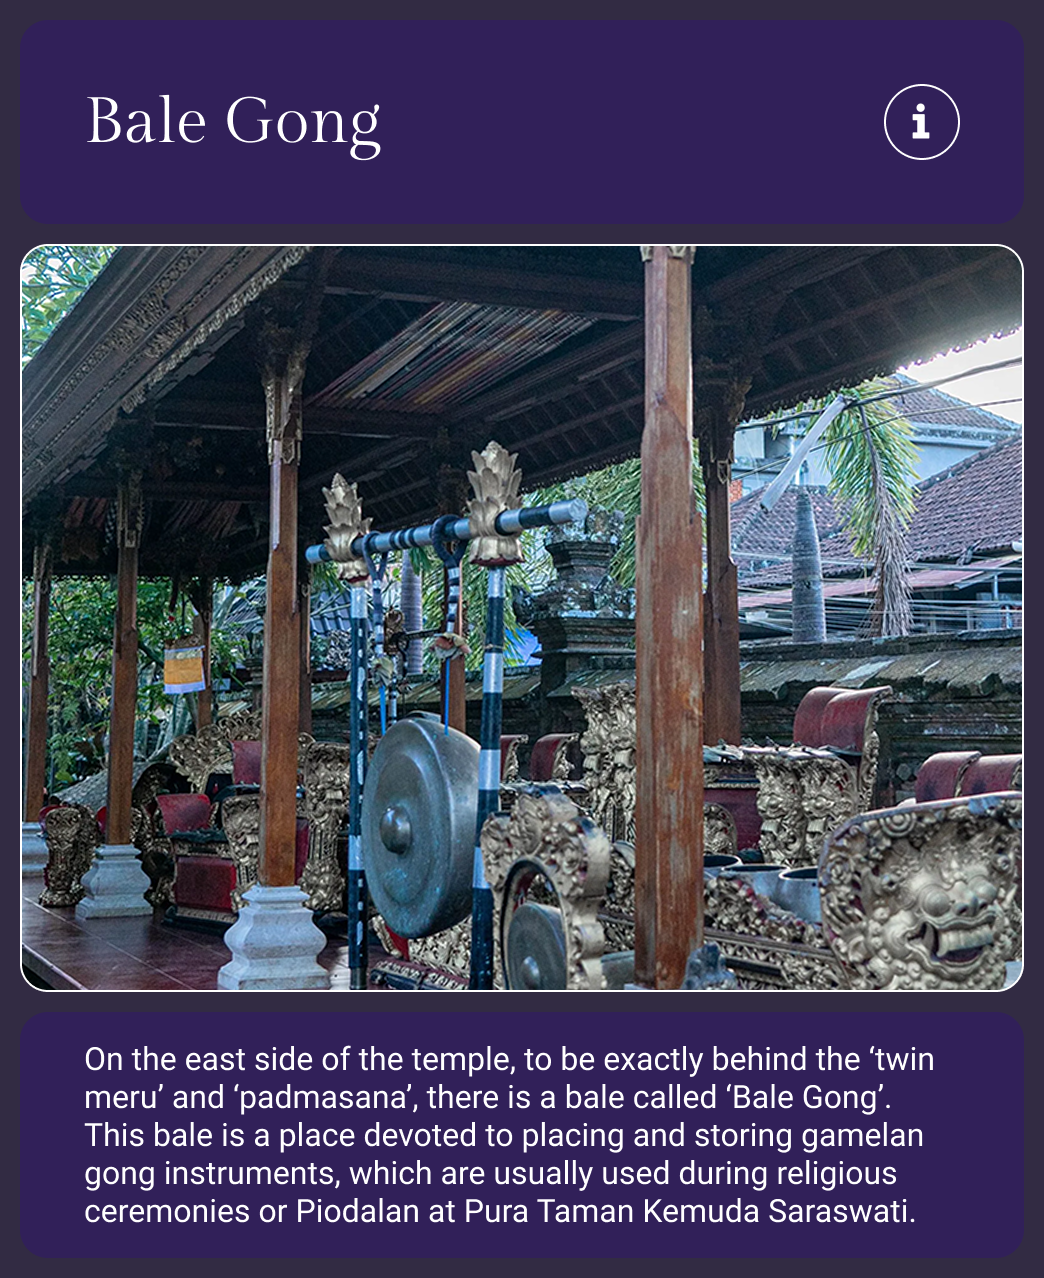 Bale Gong
On the east side of the temple, to be exactly behind the ‘twin
meru’ and ‘padmasana’, there is a bale called ‘Bale Gong’.
This bale is a place devoted to placing and storing gamelan
gong instruments, which are usually used during religious
ceremonies or Piodalan at Pura Taman Kemuda Saraswati.